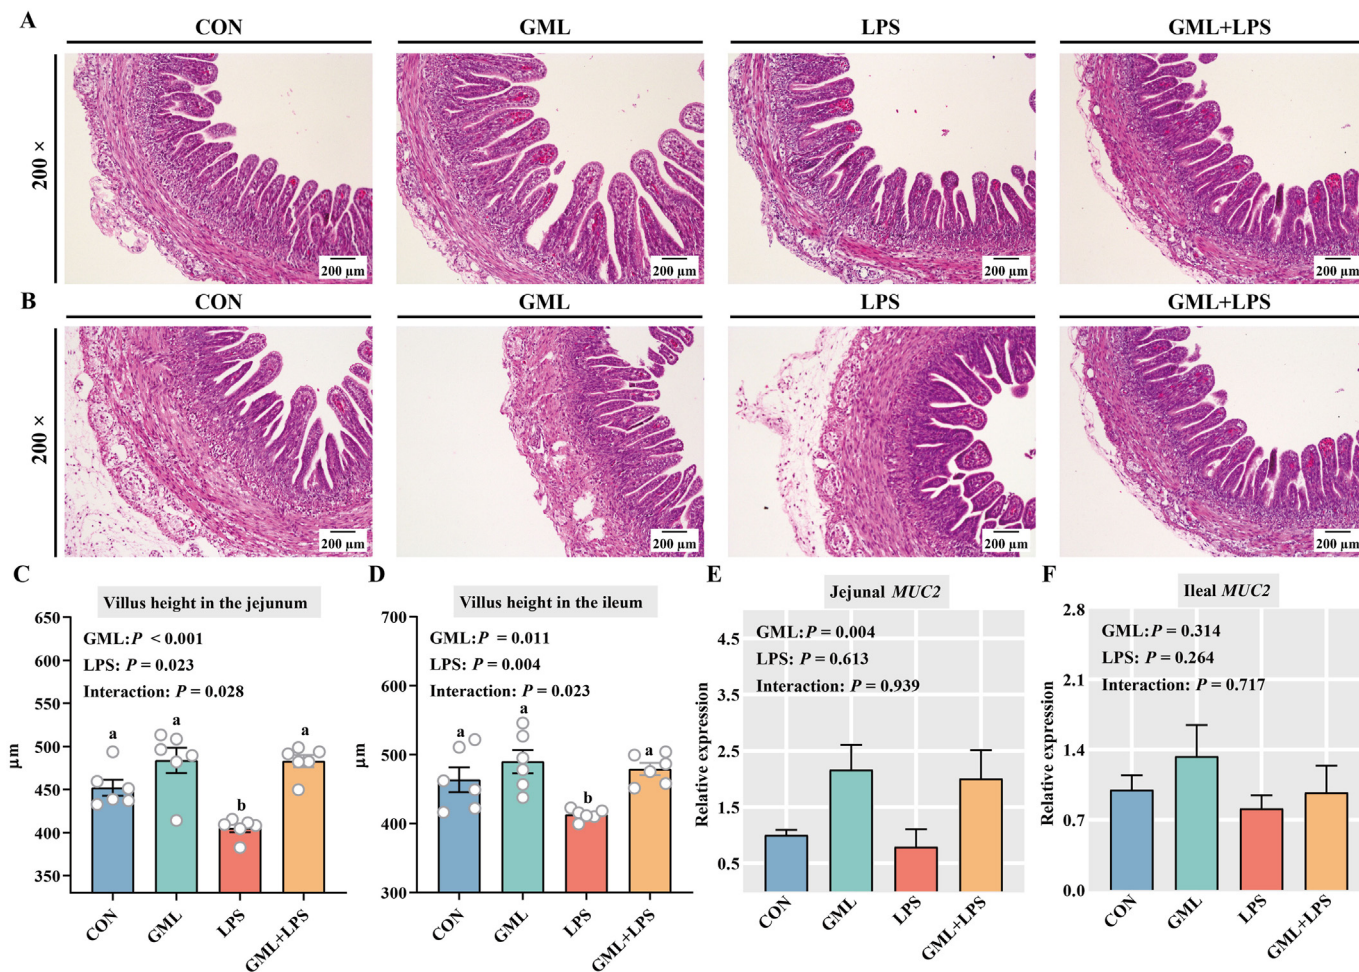 A
CON GML LPS GML+LPS
200 ×
200 μm 200 μm 200 μm 200 μm
B
CON GML LPS GML+LPS
200 ×
200 μm 200 μm 200 μm 200 μm
C
Villus height in the jejunum
GML: P < 0.001
LPS: P = 0.023
Interaction: P = 0.028
μm
650
600
550
500
450
400
350
a a b a
CON GML LPS GML+LPS
D
Villus height in the ileum
GML: P = 0.011
LPS: P = 0.004
Interaction: P = 0.023
μm
700
600
500
400
300
a a b a
CON GML LPS GML+LPS
E
Jejunal MUC2
GML: P = 0.004
LPS: P = 0.613
Interaction: P = 0.939
Relative expression
4.5
3.5
2.5
1.5
0.5
CON GML LPS GML+LPS
F
Ileal MUC2
GML: P = 0.314
LPS: P = 0.264
Interaction: P = 0.717
Relative expression
2.8
2.1
1.4
0.7
0.0
CON GML LPS GML+LPS